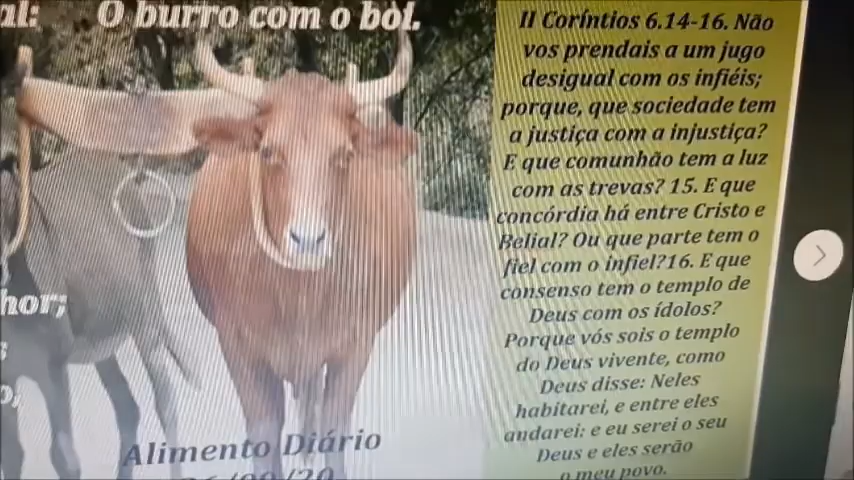 al: O burro com o boi.
II Coríntios 6.14-16. Não
vos prendais a um jugo
desigual com os infiéis;
porque, que sociedade tem
a justiça com a injustiça?
E que comunhão tem a luz
com as trevas? 15. E que
concórdia há entre Cristo e
Belial? Ou que parte tem o
fiel com o infiel?16. E que
consenso tem o templo de
Deus com os ídolos?
Porque vós sois o templo
do Deus vivente, como
Deus disse: Neles
habitarei, e entre eles
andarei: e eu serei o seu
Deus e eles serão
o meu povo.
hor;
s
o,
Alimento Diário